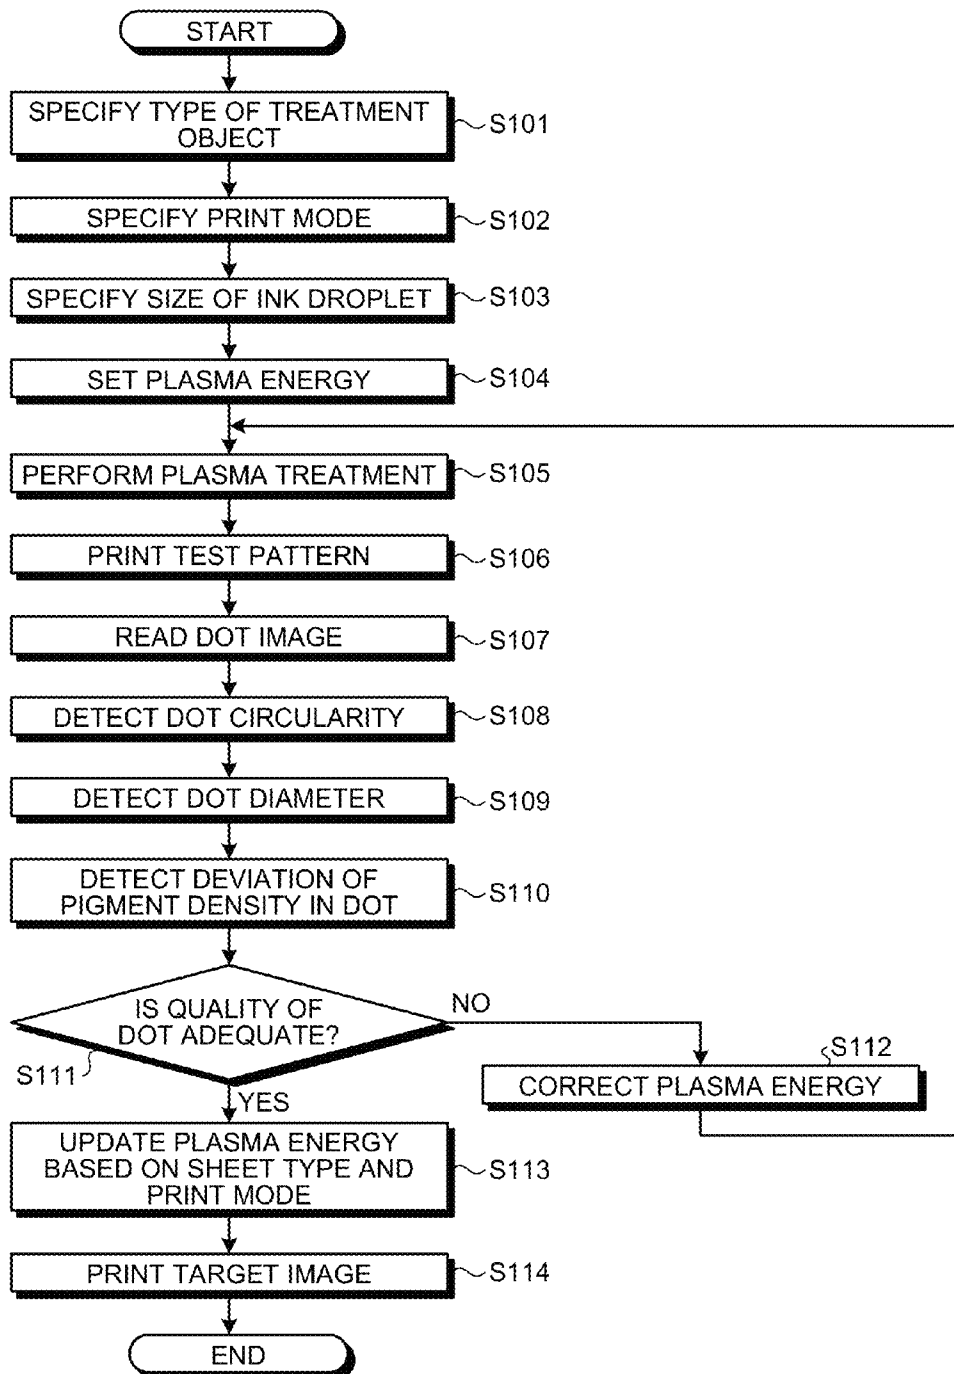 START
SPECIFY TYPE OF TREATMENT
OBJECT
S101
SPECIFY PRINT MODE
S102
SPECIFY SIZE OF INK DROPLET
S103
SET PLASMA ENERGY
S104
PERFORM PLASMA TREATMENT
S105
PRINT TEST PATTERN
S106
READ DOT IMAGE
S107
DETECT DOT CIRCULARITY
S108
DETECT DOT DIAMETER
S109
DETECT DEVIATION OF
PIGMENT DENSITY IN DOT
S110
IS QUALITY OF
DOT ADEQUATE?
S111
NO
S112
CORRECT PLASMA ENERGY
YES
UPDATE PLASMA ENERGY
BASED ON SHEET TYPE AND
PRINT MODE
S113
PRINT TARGET IMAGE
S114
END